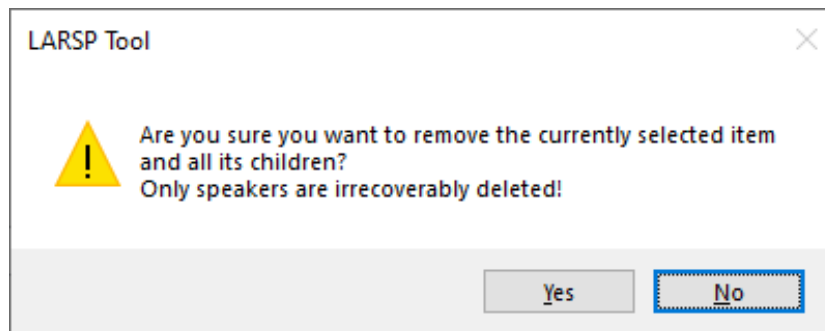 LARSP Tool
Are you sure you want to remove the currently selected item
and all its children?
Only speakers are irrecoverably deleted!
Yes
No